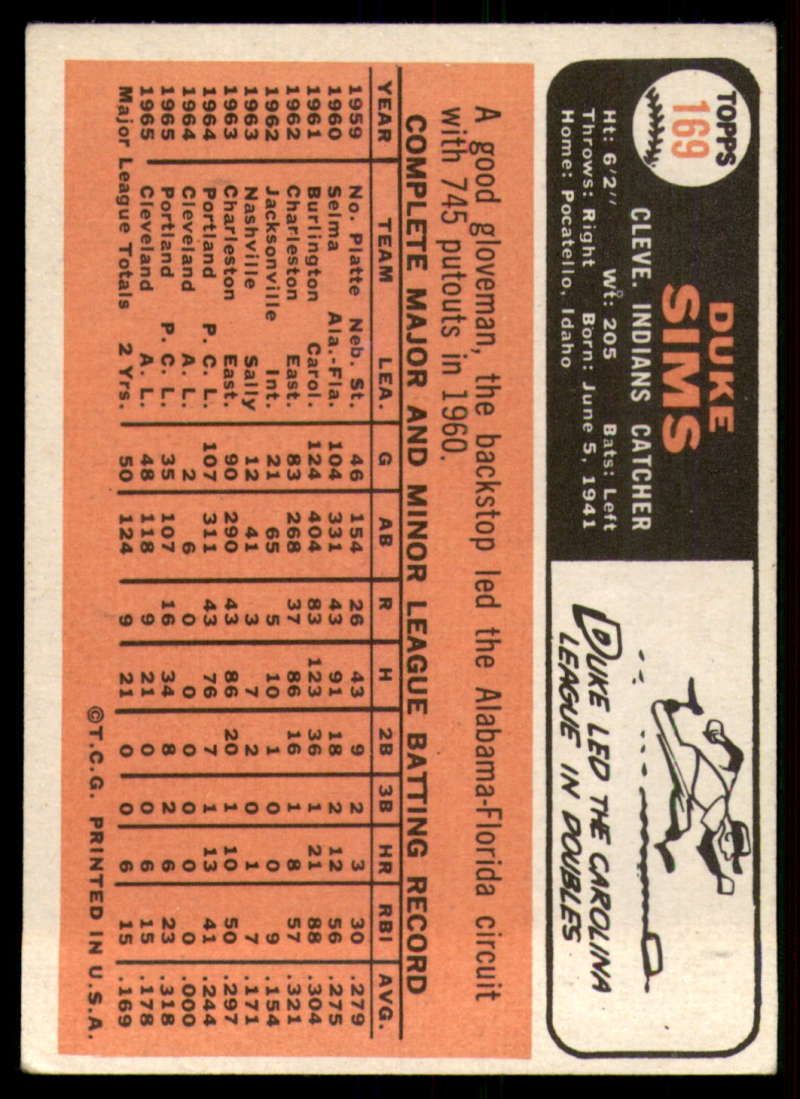 TOPPS
169
DUKE
SIMS
CLEVE. INDIANS CATCHER
Ht: 6'2" Wt: 205 Bats: Left
Throws: Right Born: June 5, 1941
Home: Pocatello, Idaho
DUKE LED THE CAROLINA
LEAGUE IN DOUBLES
A good gloveman, the backstop led the Alabama-Florida circuit
with 745 putouts in 1960.
COMPLETE MAJOR AND MINOR LEAGUE BATTING RECORD
YEAR TEAM LEA. G AB R H 2B 3B HR RBI AVG.
1959 No. Platte Neb. St. 46 154 26 43 9 2 3 30 .279
1960 Selma Ala.-Fla. 104 331 43 91 18 2 12 56 .275
1961 Burlington Carol. 124 404 83 123 36 1 21 88 .304
1962 Charleston East. 83 268 37 86 16 1 8 57 .321
1962 Jacksonville Int. 21 65 5 10 1 0 0 9 .154
1963 Nashville Sally 12 41 3 7 2 0 1 7 .171
1963 Charleston East. 90 290 43 86 20 1 10 50 .297
1964 Portland P. C. L. 107 311 43 76 7 1 13 41 .244
1964 Cleveland A. L. 2 6 0 0 0 0 0 0 .000
1965 Portland P. C. L. 35 107 16 34 8 2 6 23 .318
1965 Cleveland A. L. 48 118 9 21 0 0 6 15 .178
Major League Totals 2 Yrs. 50 124 9 21 0 0 6 15 .169
©T.C.G. PRINTED IN U.S.A.